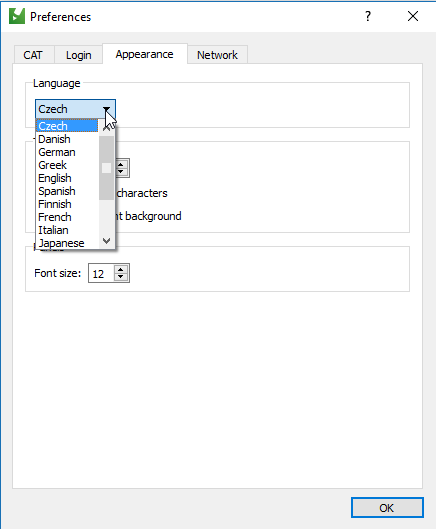 Preferences
?
CAT Login Appearance Network
Language
Czech
Czech
Danish
German
Greek
English
Spanish
Finnish
French
Italian
Japanese
characters
background
Font size: 12
OK